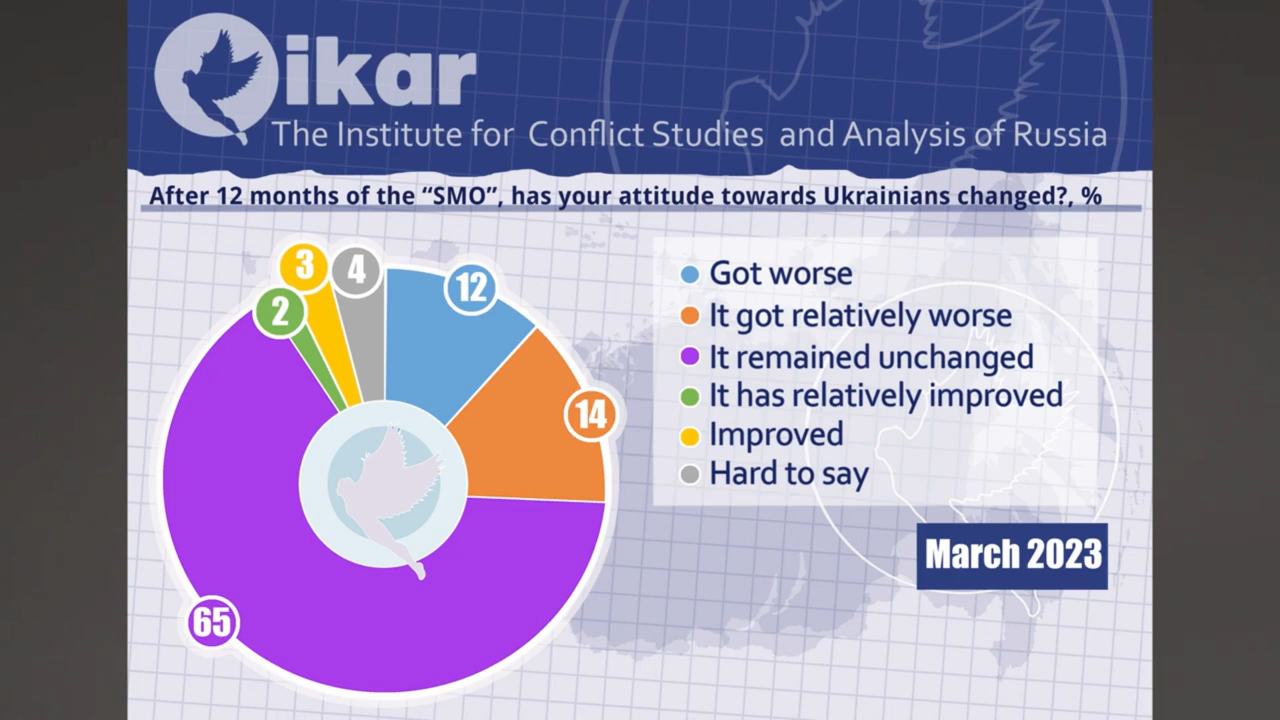 ikar
The Institute for Conflict Studies and Analysis of Russia
After 12 months of the “SMO”, has your attitude towards Ukrainians changed?, %
3
4
12
2
14
65
Got worse
It got relatively worse
It remained unchanged
It has relatively improved
Improved
Hard to say
March 2023